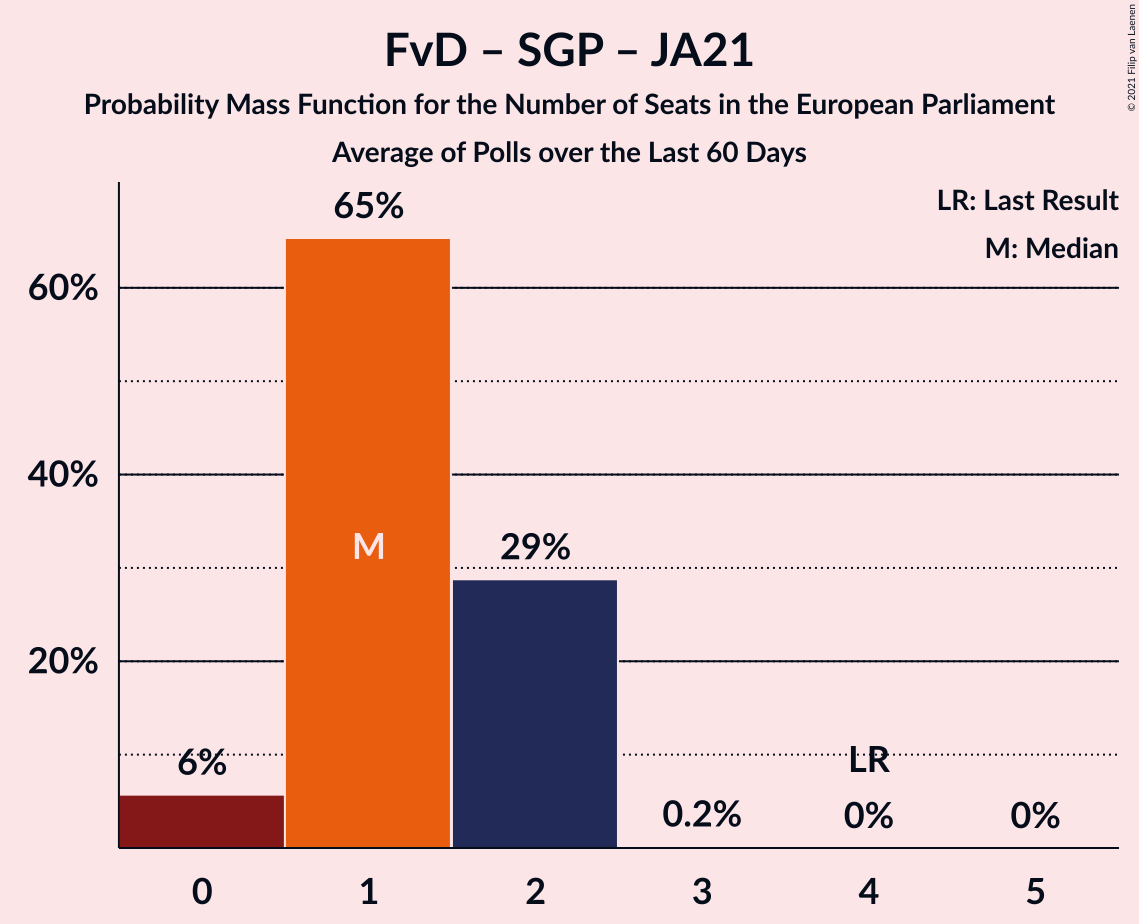 FvD – SGP – JA21
Probability Mass Function for the Number of Seats in the European Parliament
Average of Polls over the Last 60 Days
© 2021 Filip van Laenen
LR: Last Result
M: Median
65%
60%
40%
M
29%
20%
6%
LR
0.2%
0%
0%
0 1 2 3 4 5